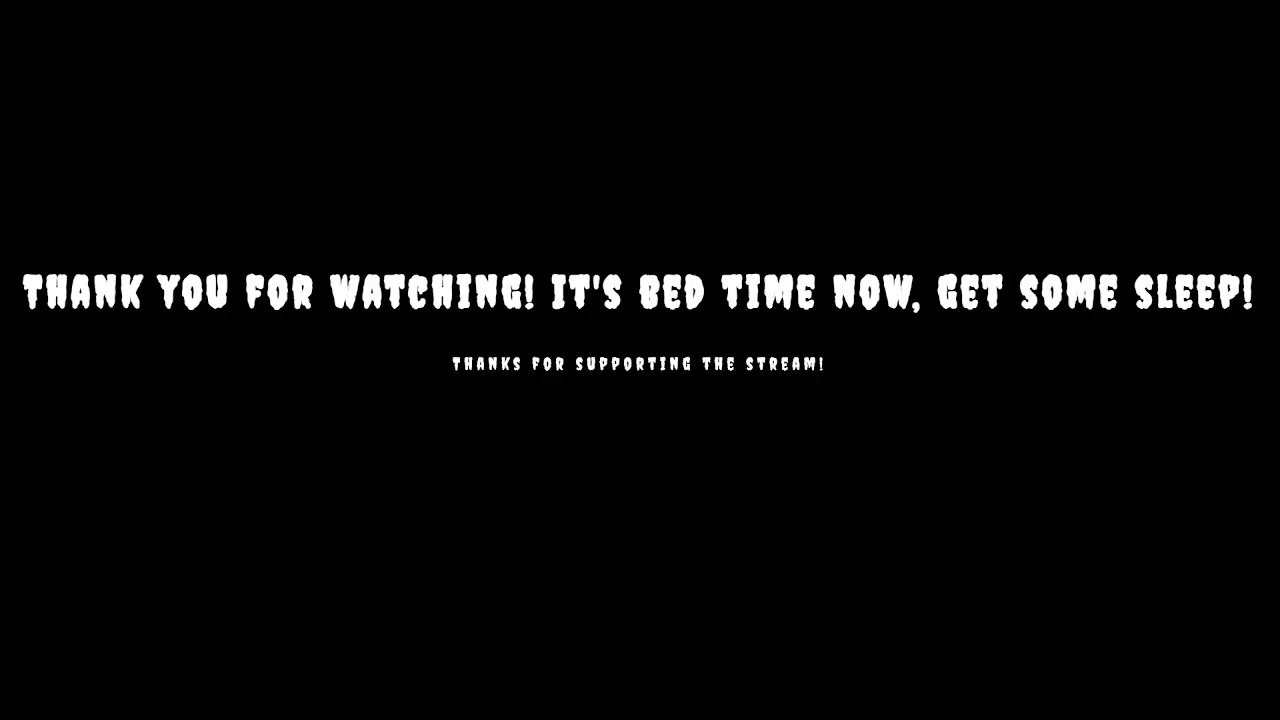 THANK YOU FOR WATCHING! IT'S BED TIME NOW, GET SOME SLEEP!
THANKS FOR SUPPORTING THE STREAM!